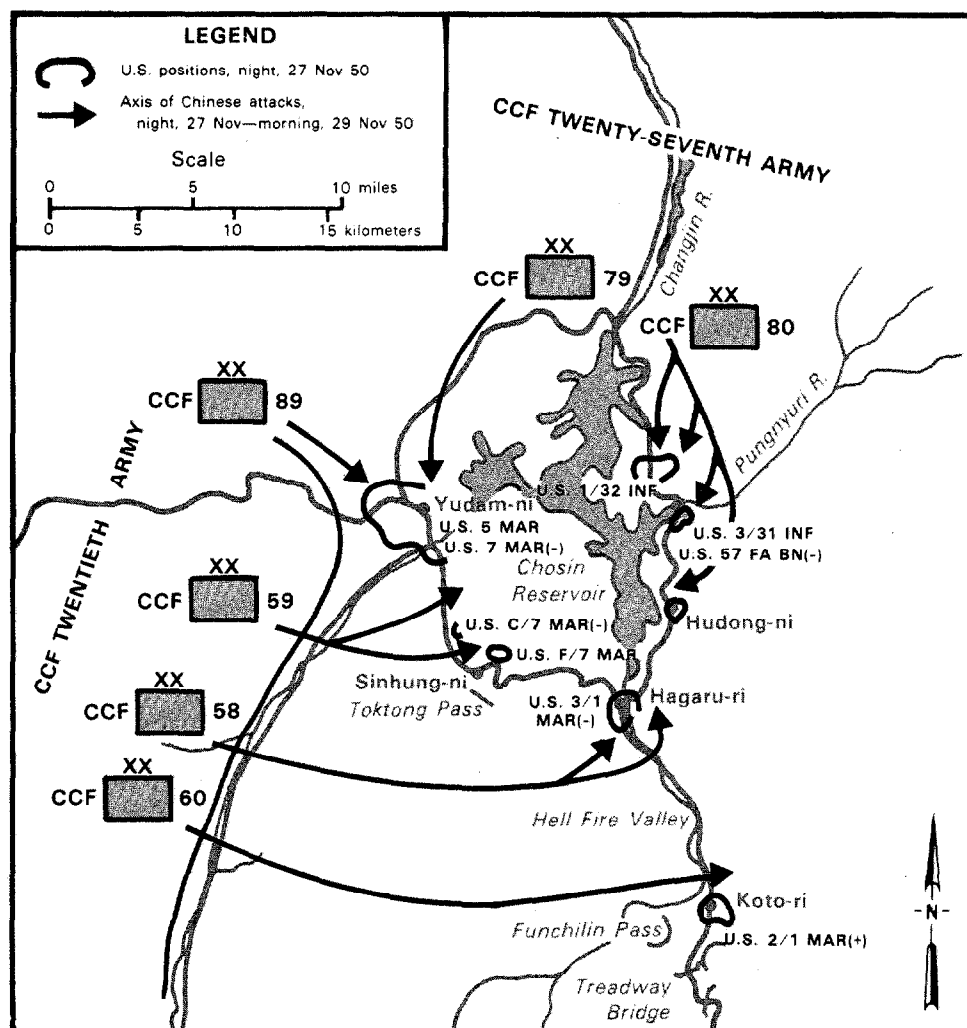 LEGEND
U.S. positions, night, 27 Nov 50
Axis of Chinese attacks,
night, 27 Nov—morning, 29 Nov 50
Scale
0 5 10 miles
0 5 10 15 kilometers
CCF TWENTY-SEVENTH ARMY
Changjin R.
XX
CCF 79
XX
CCF 80
Pungnyuri R.
XX
CCF 89
CCF TWENTIETH ARMY
U.S. 1/32 INF
Yudam-ni
U.S. 5 MAR
U.S. 7 MAR(-)
U.S. 3/31 INF
U.S. 57 FA BN(-)
Chosin
Reservoir
XX
CCF 59
Hudong-ni
U.S. C/7 MAR(-)
U.S. F/7 MAR
Sinhung-ni
Toktong Pass
U.S. 3/1
MAR(-)
Hagaru-ri
XX
CCF 58
XX
CCF 60
Hell Fire Valley
Koto-ri
Funchilin Pass
U.S. 2/1 MAR(+)
Treadway
Bridge
-N-